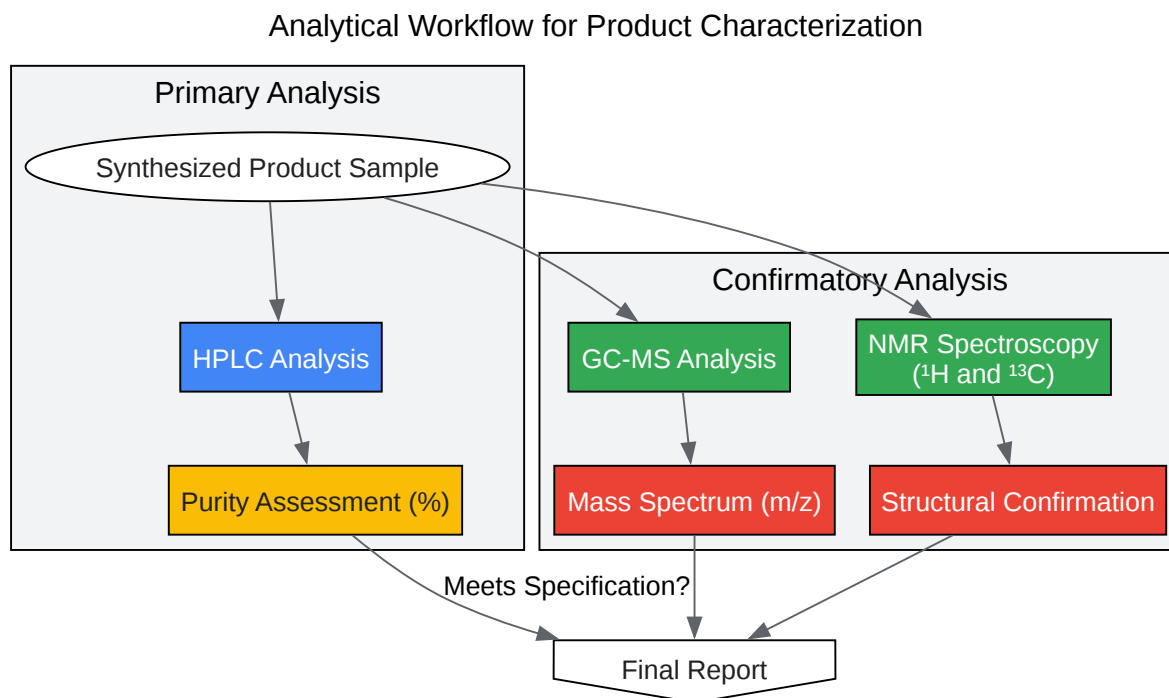 Analytical Workflow for Product Characterization
Primary Analysis
Synthesized Product Sample
Confirmatory Analysis
HPLC Analysis
GC-MS Analysis
NMR Spectroscopy
(¹H and ¹³C)
Purity Assessment (%)
Mass Spectrum (m/z)
Structural Confirmation
Meets Specification?
Final Report